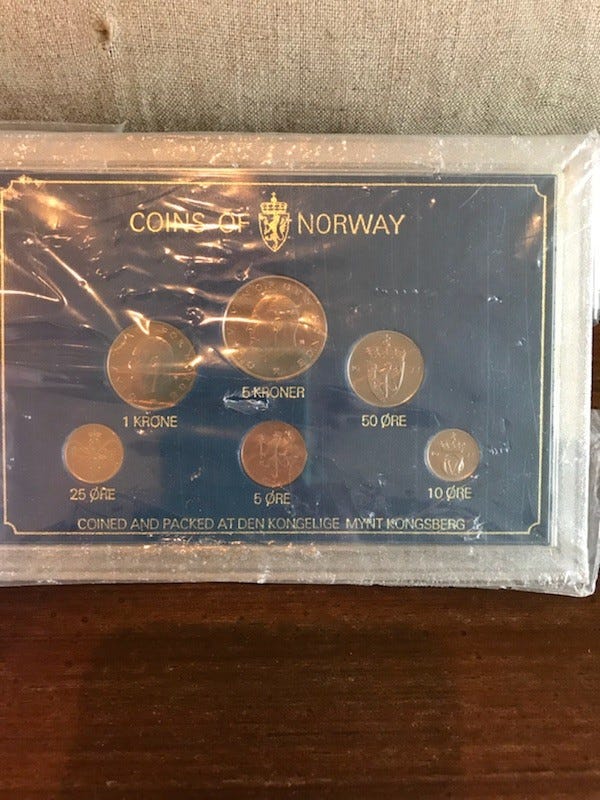 COINS OF NORWAY
1 KRONE
5 KRONER
50 ØRE
25 ØRE
5 ØRE
10 ØRE
COINED AND PACKED AT DEN KONGELIGE MYNT KONGSBERG